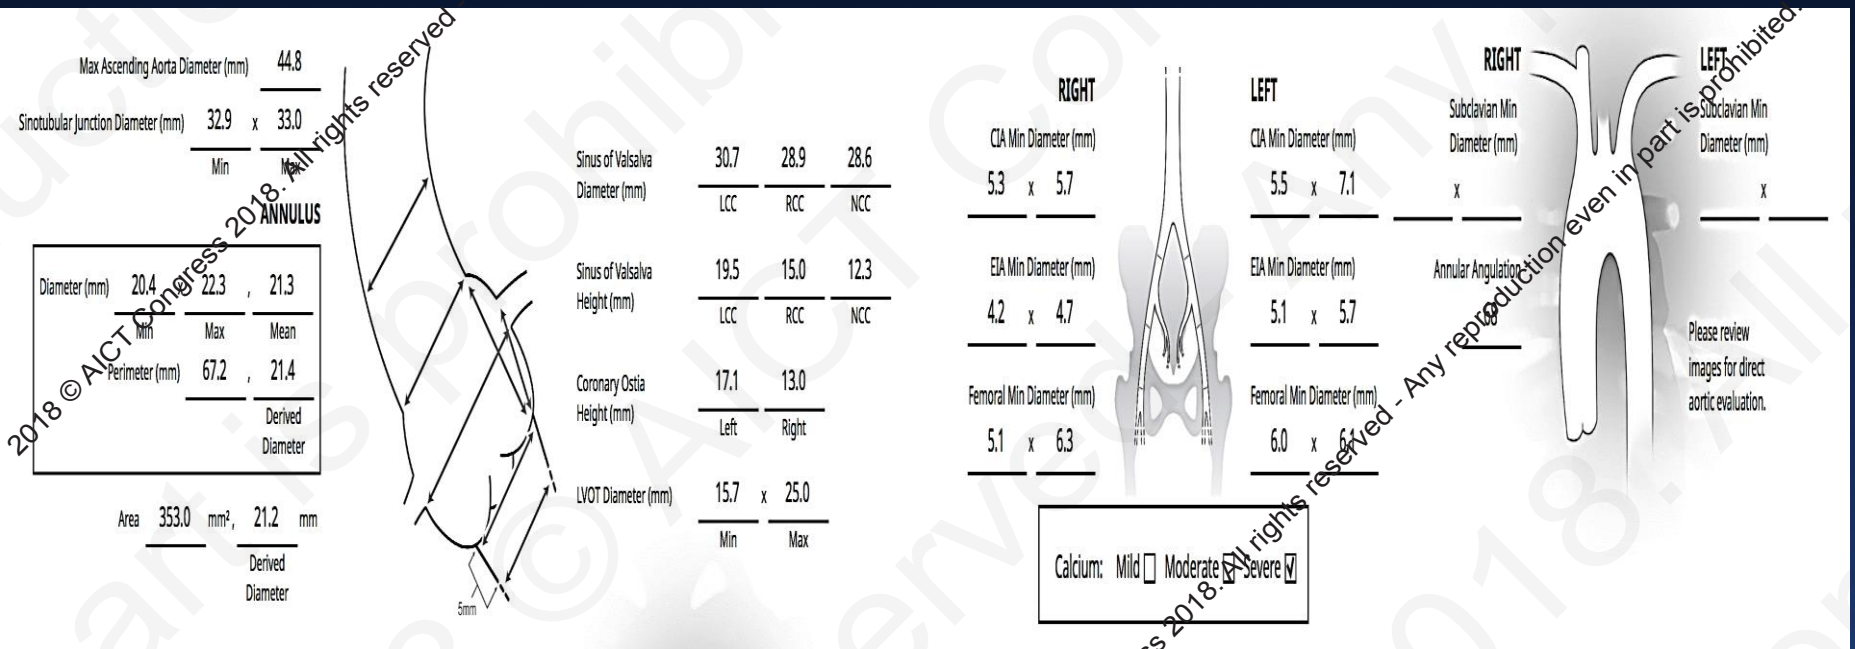 Max Ascending Aorta Diameter (mm) 44.8
Sinotubular Junction Diameter (mm) 32.9 x 33.0
Min Max
ANNULUS
Diameter (mm) 20.4 , 22.3 , 21.3
Min Max Mean
Perimeter (mm) 67.2 , 21.4
Derived
Diameter
Area 353.0 mm², 21.2 mm
Derived
Diameter
5mm
Sinus of Valsalva
Diameter (mm)
30.7 28.9 28.6
LCC RCC NCC
Sinus of Valsalva
Height (mm)
19.5 15.0 12.3
LCC RCC NCC
Coronary Ostia
Height (mm)
17.1 13.0
Left Right
LVOT Diameter (mm) 15.7 x 25.0
Min Max
RIGHT
CIA Min Diameter (mm)
5.3 x 5.7
EIA Min Diameter (mm)
4.2 x 4.7
Femoral Min Diameter (mm)
5.1 x 6.3
LEFT
CIA Min Diameter (mm)
5.5 x 7.1
EIA Min Diameter (mm)
5.1 x 5.7
Femoral Min Diameter (mm)
6.0 x 6.1
Calcium: Mild Moderate Severe
RIGHT
Subclavian Min
Diameter (mm)
x
Annular Angulation
LEFT
Subclavian Min
Diameter (mm)
x
Please review
images for direct
aortic evaluation.
2018 © AICT Congress 2018. All rights reserved -
ss 2018. All rights reserved - Any reproduction even in part is prohibited.